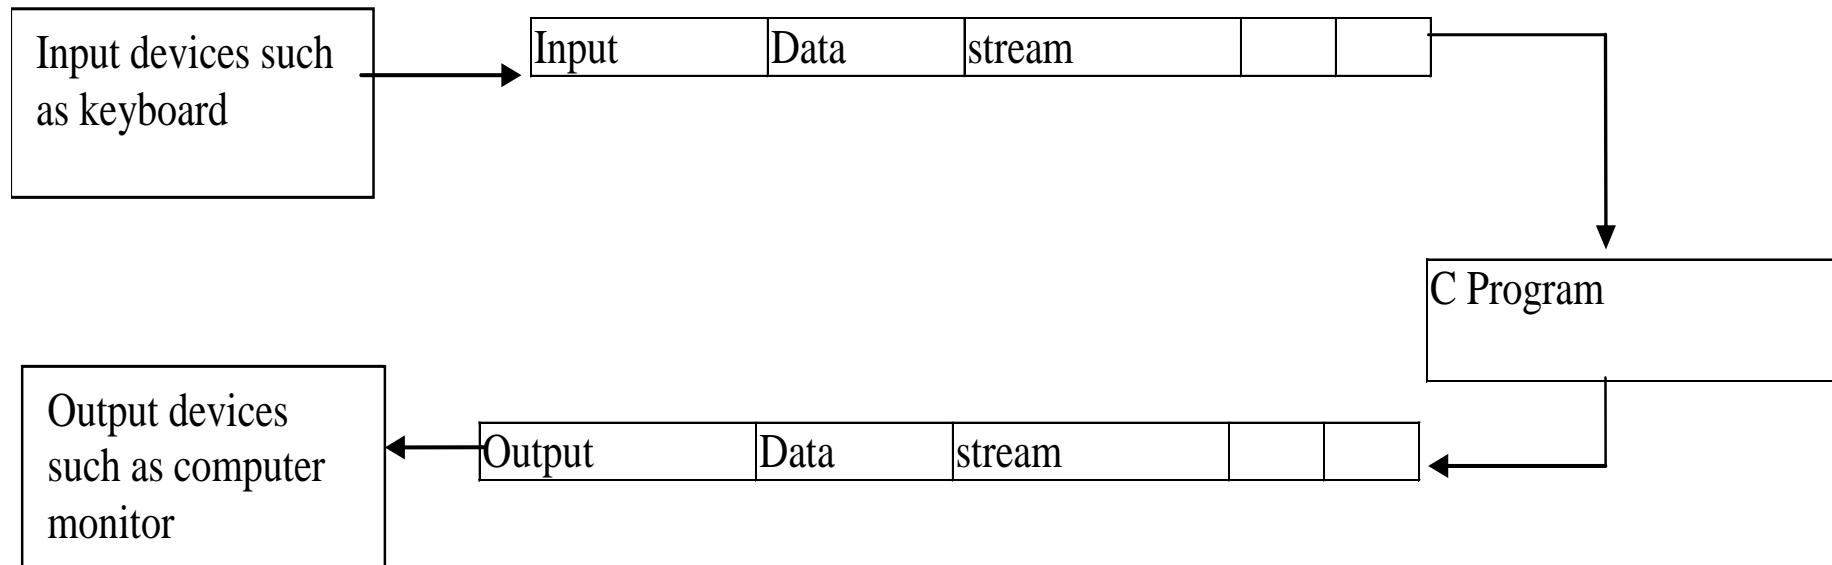 Input devices such
as keyboard
Input Data stream
C Program
Output devices
such as computer
monitor
Output Data stream